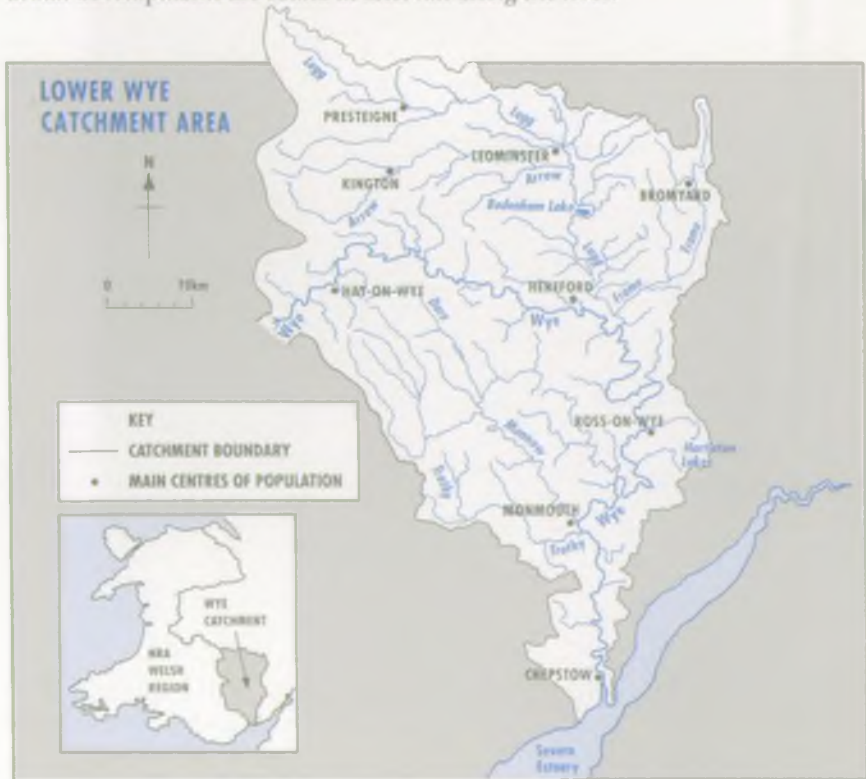 LOWER WYE
CATCHMENT AREA
N
0 10km
Lugg
PRESTEIGNE
Lugg
LEOMINSTER
KINGTON
Arrow
BROMYARD
Arrow
Bodenham Lake
Lugg
Frome
Frome
HAY-ON-WYE
Dore
HEREFORD
Wye
Wye
KEY
CATCHMENT BOUNDARY
MAIN CENTRES OF POPULATION
ROSS-ON-WYE
Monnow
Trothy
MONMOUTH
Wye
Trothy
WYE
CATCHMENT
NRA
WELSH
REGION
CHEPSTOW
Severn
Estuary